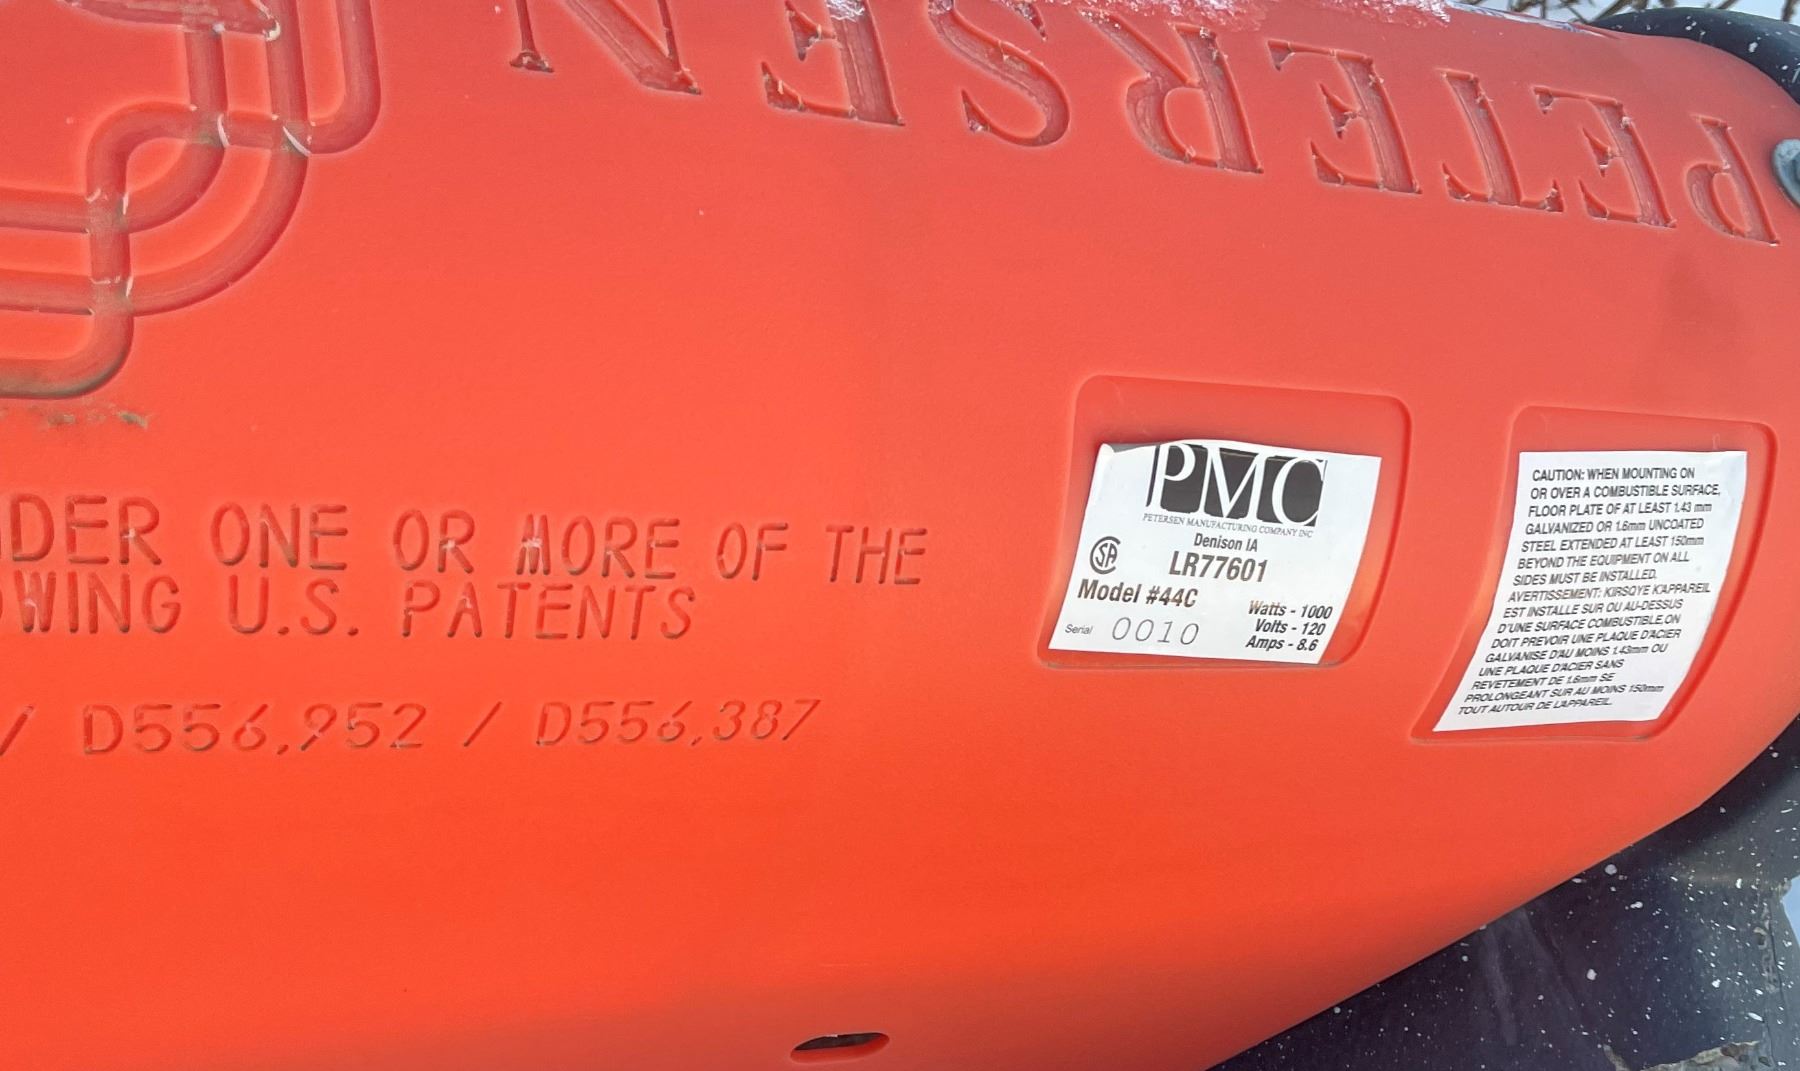 PETERSEN
DER ONE OR MORE OF THE
WING U.S. PATENTS
/ D556,952 / D556,387
PMC
PETERSEN MANUFACTURING COMPANY INC
Denison IA
LR77601
Model #44C
Serial 0010
Watts - 1000
Volts - 120
Amps - 8.6
CAUTION: WHEN MOUNTING ON
OR OVER A COMBUSTIBLE SURFACE,
FLOOR PLATE OF AT LEAST 1.43 mm
GALVANIZED OR 1.6mm UNCOATED
STEEL EXTENDED AT LEAST 150mm
BEYOND THE EQUIPMENT ON ALL
SIDES MUST BE INSTALLED.
AVERTISSEMENT: KIRSQYE K'APPAREIL
EST INSTALLE SUR OU AU-DESSUS
D'UNE SURFACE COMBUSTIBLE,ON
DOIT PREVOIR UNE PLAQUE D'ACIER
GALVANISE D'AU MOINS 1.43mm OU
UNE PLAQUE D'ACIER SANS
REVETEMENT DE 1.6mm SE
PROLONGEANT SUR AU MOINS 150mm
TOUT AUTOUR DE L'APPAREIL.